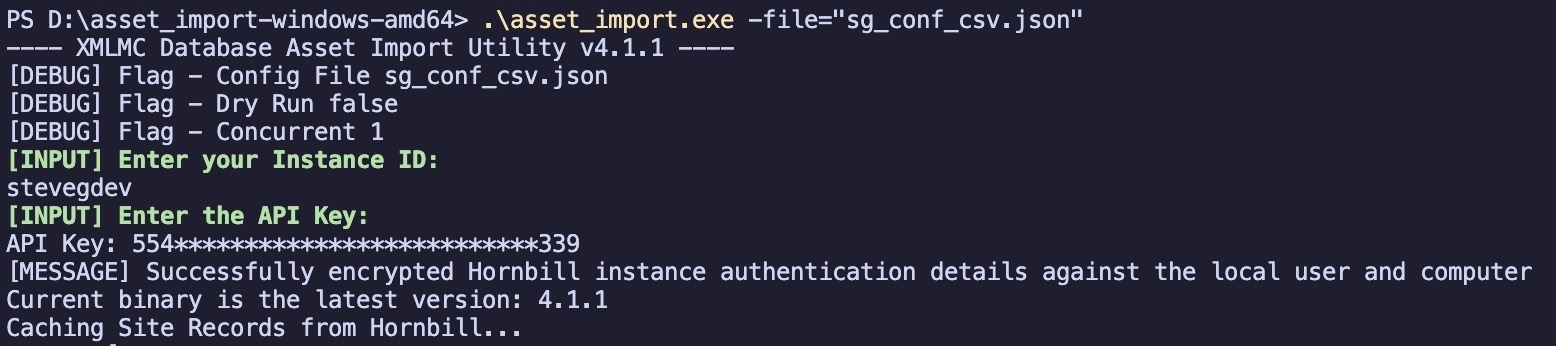 PS D:\asset_import-windows-amd64> .\asset_import.exe -file="sg_conf_csv.json"
---- XMLMC Database Asset Import Utility v4.1.1 ----
[DEBUG] Flag - Config File sg_conf_csv.json
[DEBUG] Flag - Dry Run false
[DEBUG] Flag - Concurrent 1
[INPUT] Enter your Instance ID:
stevegdev
[INPUT] Enter the API Key:
API Key: 554**************************339
[MESSAGE] Successfully encrypted Hornbill instance authentication details against the local user and computer
Current binary is the latest version: 4.1.1
Caching Site Records from Hornbill...